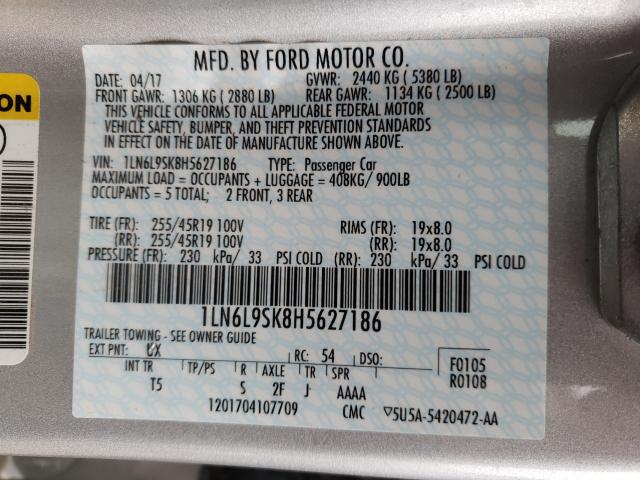 ON
MFD. BY FORD MOTOR CO.
DATE: 04/17 GVWR: 2440 KG ( 5380 LB)
FRONT GAWR: 1306 KG ( 2880 LB) REAR GAWR: 1134 KG ( 2500 LB)
THIS VEHICLE CONFORMS TO ALL APPLICABLE FEDERAL MOTOR
VEHICLE SAFETY, BUMPER, AND THEFT PREVENTION STANDARDS
IN EFFECT ON THE DATE OF MANUFACTURE SHOWN ABOVE.
VIN: 1LN6L9SK8H5627186 TYPE: Passenger Car
MAXIMUM LOAD = OCCUPANTS + LUGGAGE = 408KG/ 900LB
OCCUPANTS = 5 TOTAL; 2 FRONT, 3 REAR
TIRE (FR): 255/45R19 100V RIMS (FR): 19x8.0
(RR): 255/45R19 100V (RR): 19x8.0
PRESSURE (FR): 230 kPa/ 33 PSI COLD (RR): 230 kPa/ 33 PSI COLD
1LN6L9SK8H5627186
TRAILER TOWING - SEE OWNER GUIDE
EXT PNT: UX RC: 54 DSO: F0105
INT TR TP/PS R AXLE TR SPR R0108
T5 S 2F J AAAA
1201704107709 CMC ▽5U5A-5420472-AA